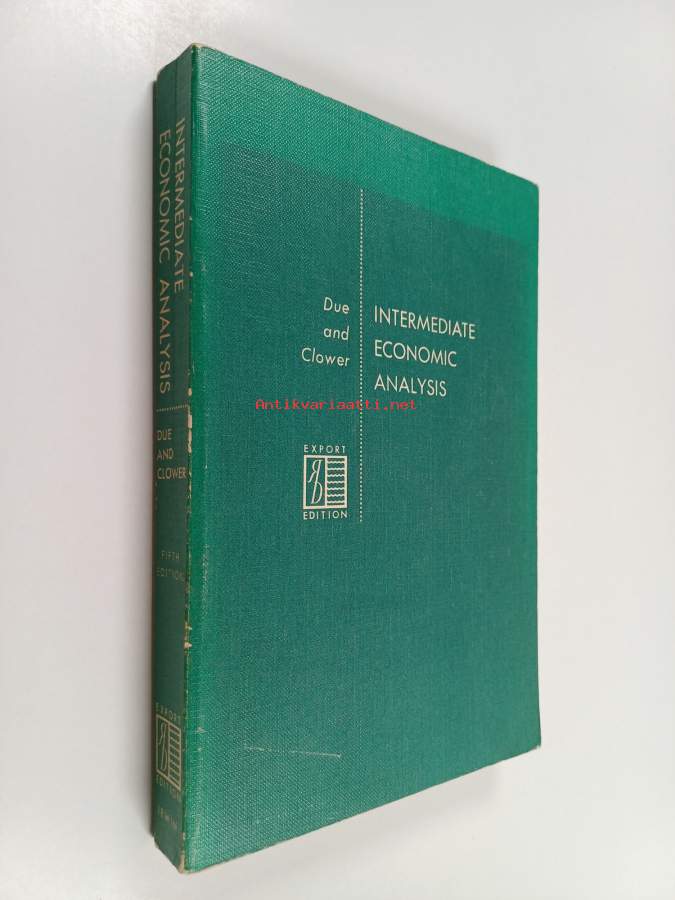 INTERMEDIATE
ECONOMIC ANALYSIS
DUE
AND
CLOWER
FIFTH
EDITION
EXPORT
EDITION
IRWIN
Due
and
Clower
INTERMEDIATE
ECONOMIC
ANALYSIS
Antikvariaatti.net
EXPORT
EDITION